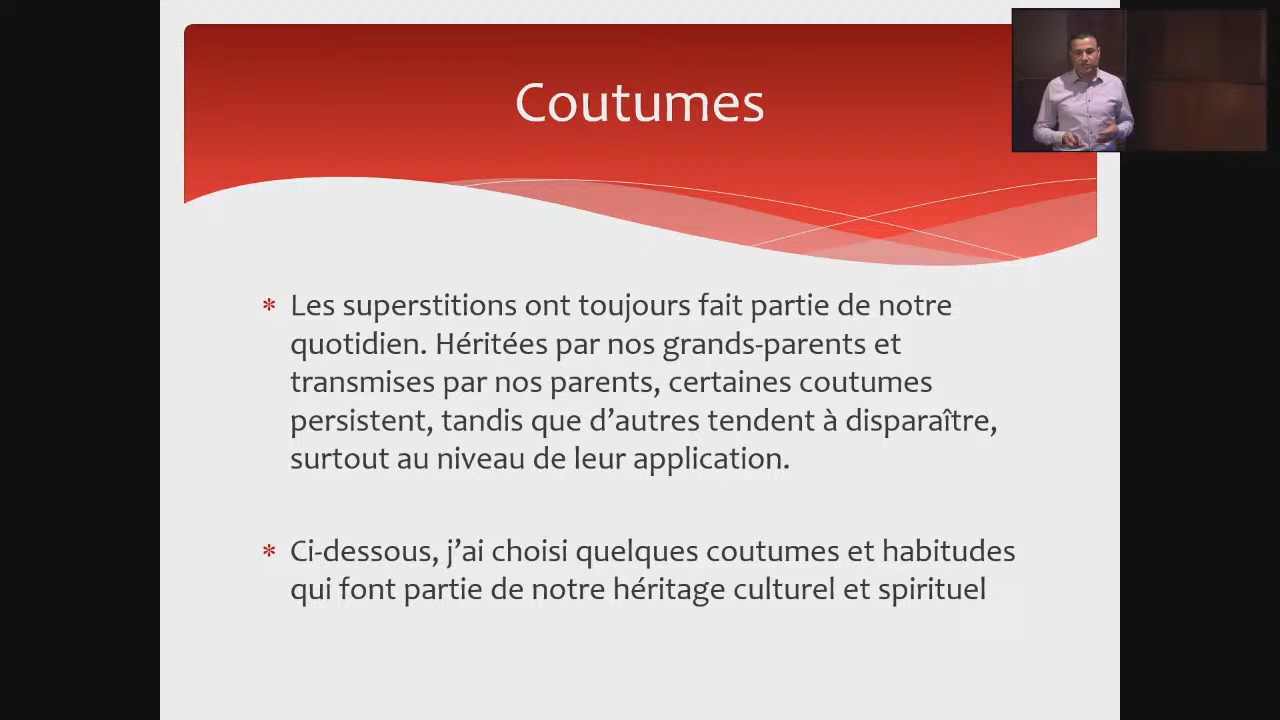 Coutumes
* Les superstitions ont toujours fait partie de notre
quotidien. Héritées par nos grands-parents et
transmises par nos parents, certaines coutumes
persistent, tandis que d’autres tendent à disparaître,
surtout au niveau de leur application.
* Ci-dessous, j’ai choisi quelques coutumes et habitudes
qui font partie de notre héritage culturel et spirituel